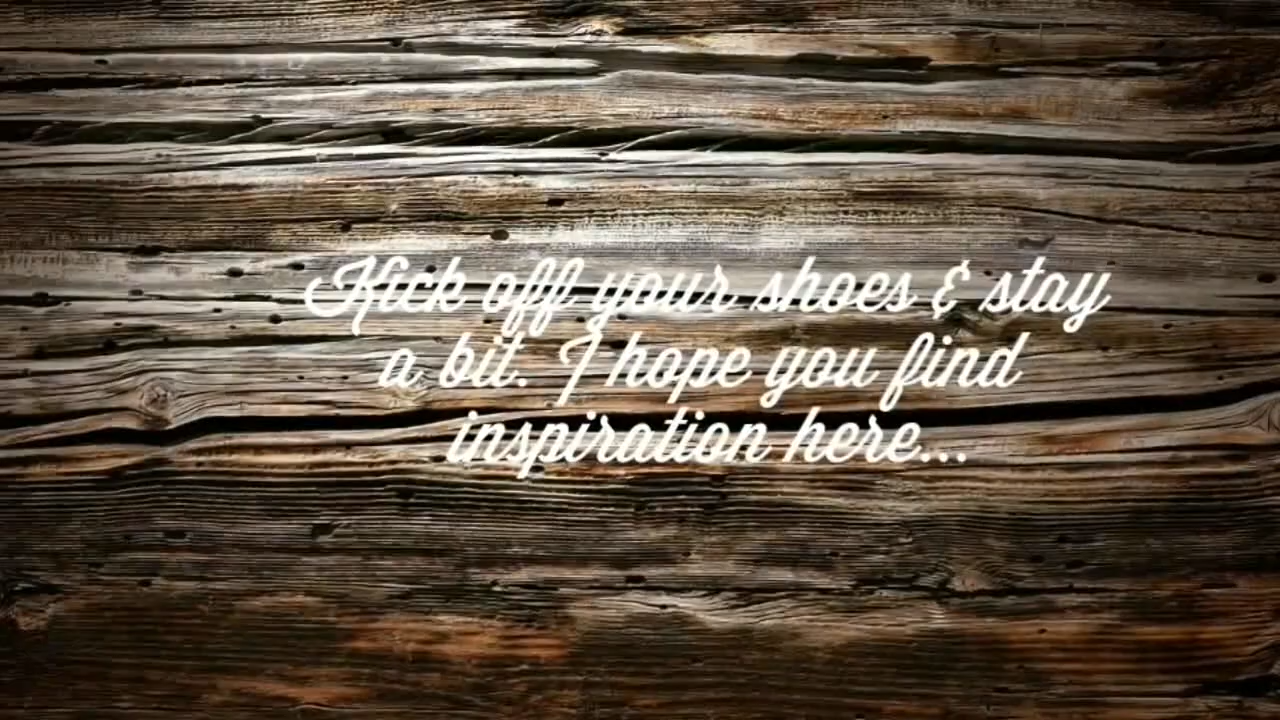 Kick off your shoes & stay
a bit. I hope you find
inspiration here...